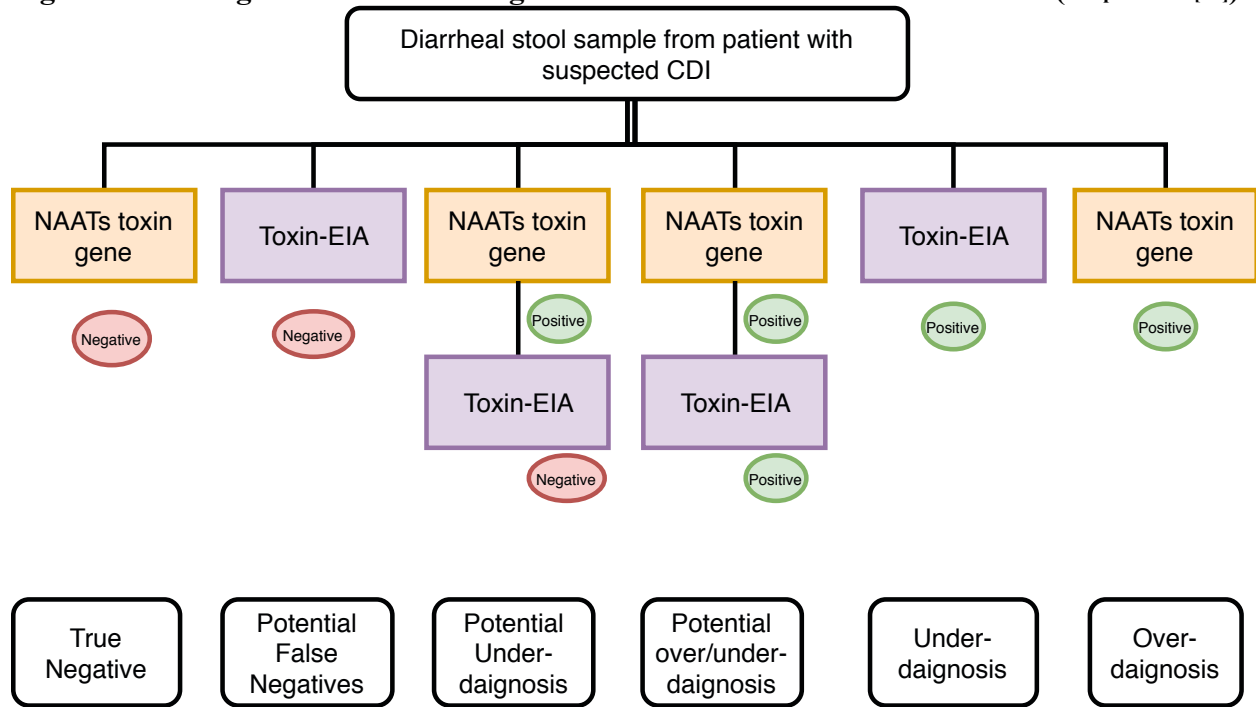 Diarrheal stool sample from patient with
suspected CDI
NAATs toxin
gene
Toxin-EIA
NAATs toxin
gene
NAATs toxin
gene
Toxin-EIA
NAATs toxin
gene
Negative
Negative
Positive
Positive
Positive
Positive
Toxin-EIA
Toxin-EIA
Negative
Positive
True
Negative
Potential
False
Negatives
Potential
Under-
daignosis
Potential
over/under-
daignosis
Under-
daignosis
Over-
daignosis